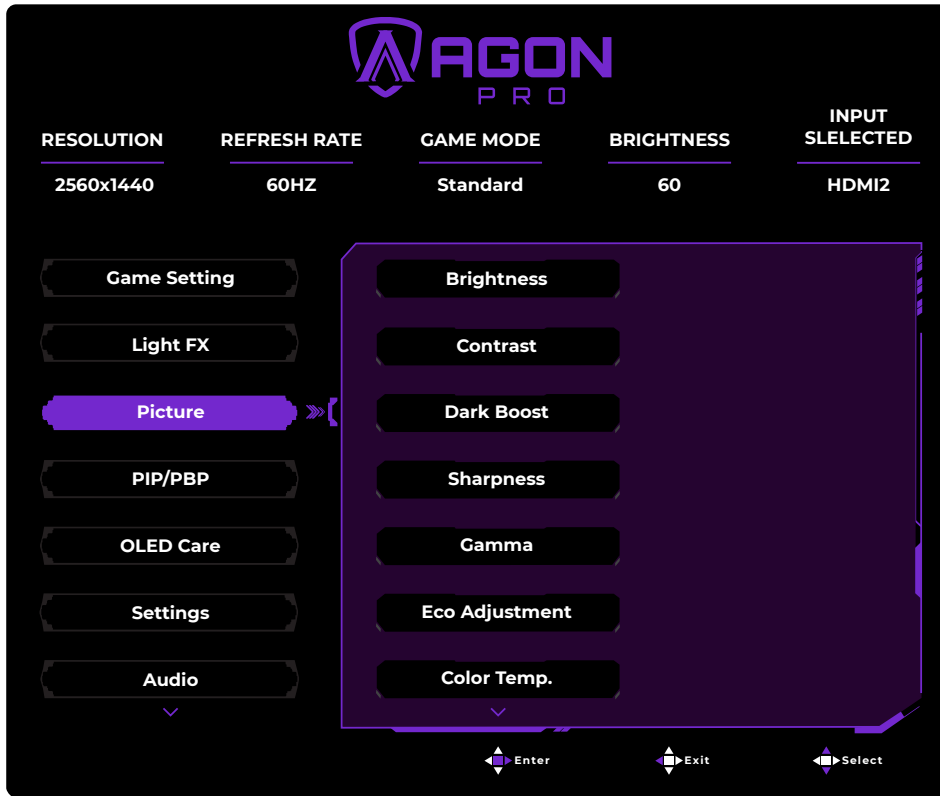 AGON
PRO
RESOLUTION
REFRESH RATE
GAME MODE
BRIGHTNESS
INPUT
SLELECTED
2560x1440
60HZ
Standard
60
HDMI2
Game Setting
Light FX
Picture
PIP/PBP
OLED Care
Settings
Audio
Brightness
Contrast
Dark Boost
Sharpness
Gamma
Eco Adjustment
Color Temp.
Enter
Exit
Select